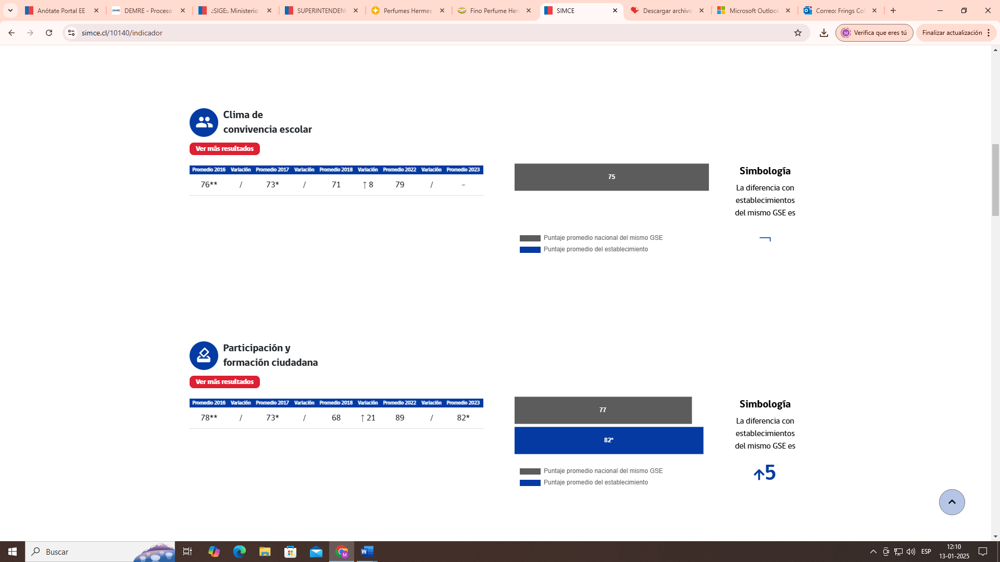 Anótate Portal EE
DEMRE - Proceso
.:SIGE:. Ministerio
SUPERINTENDENC
Perfumes Hermes
Fino Perfume Her
SIMCE
Descargar archivo
Microsoft Outlook
Correo: Frings Co
simce.cl/10140/indicador
M
Verifica que eres tú
Finalizar actualización
Clima de
convivencia escolar
Ver más resultados
Promedio 2016 Variación Promedio 2017 Variación Promedio 2018 Variación Promedio 2022 Variación Promedio 2023
76** / 73* / 71 ↑ 8 79 / -
75
Puntaje promedio nacional del mismo GSE
Puntaje promedio del establecimiento
Simbología
La diferencia con
establecimientos
del mismo GSE es
Participación y
formación ciudadana
Ver más resultados
Promedio 2016 Variación Promedio 2017 Variación Promedio 2018 Variación Promedio 2022 Variación Promedio 2023
78** / 73* / 68 ↑ 21 89 / 82*
77
82*
Puntaje promedio nacional del mismo GSE
Puntaje promedio del establecimiento
Simbología
La diferencia con
establecimientos
del mismo GSE es
↑5
Buscar
ESP
12:10
13-01-2025